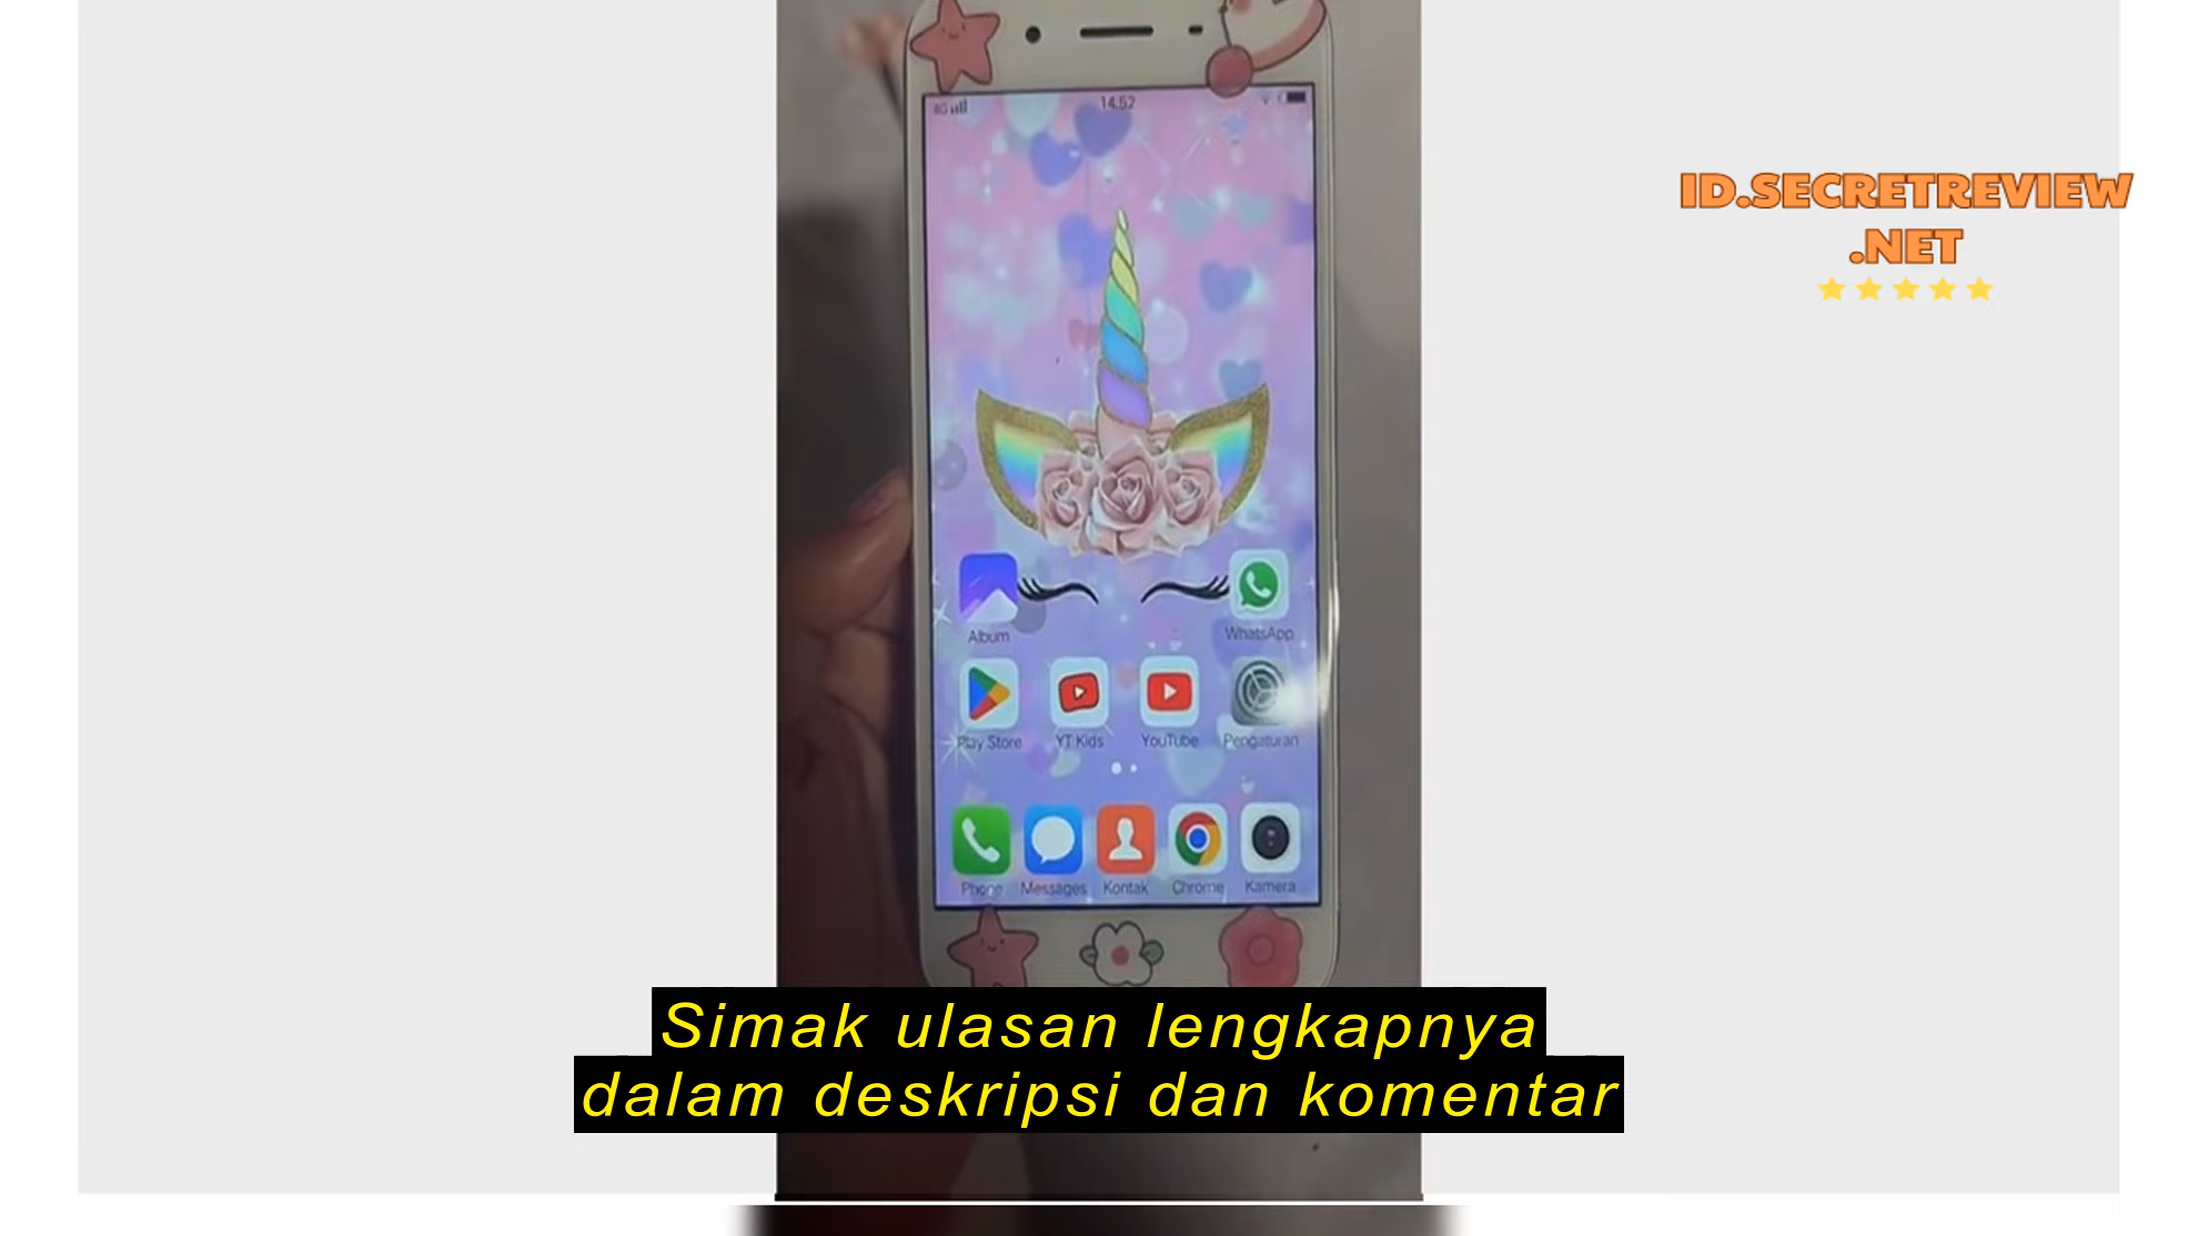 14.52
ID.SECRETREVIEW
.NET
Album
WhatsApp
Play Store
YT Kids
YouTube
Pengaturan
Phone
Messages
Kontak
Chrome
Kamera
Simak ulasan lengkapnya
dalam deskripsi dan komentar